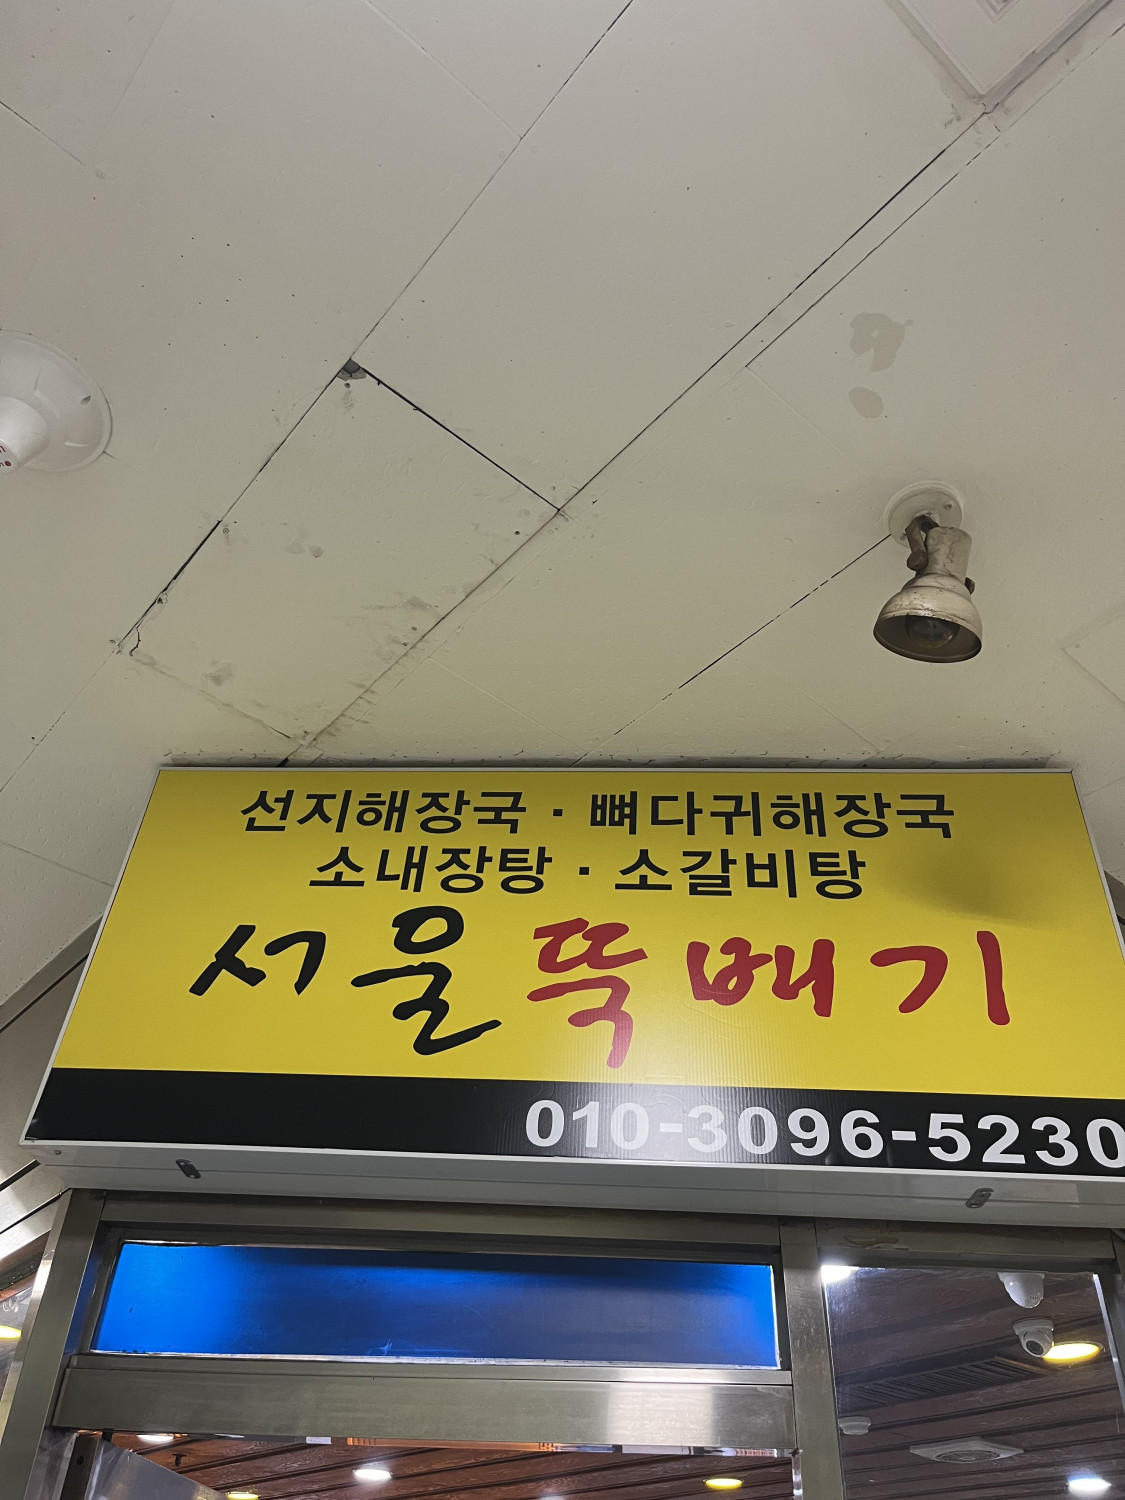 선지해장국 · 뼈다귀해장국
소내장탕 · 소갈비탕
서울뚝배기
010-3096-5230